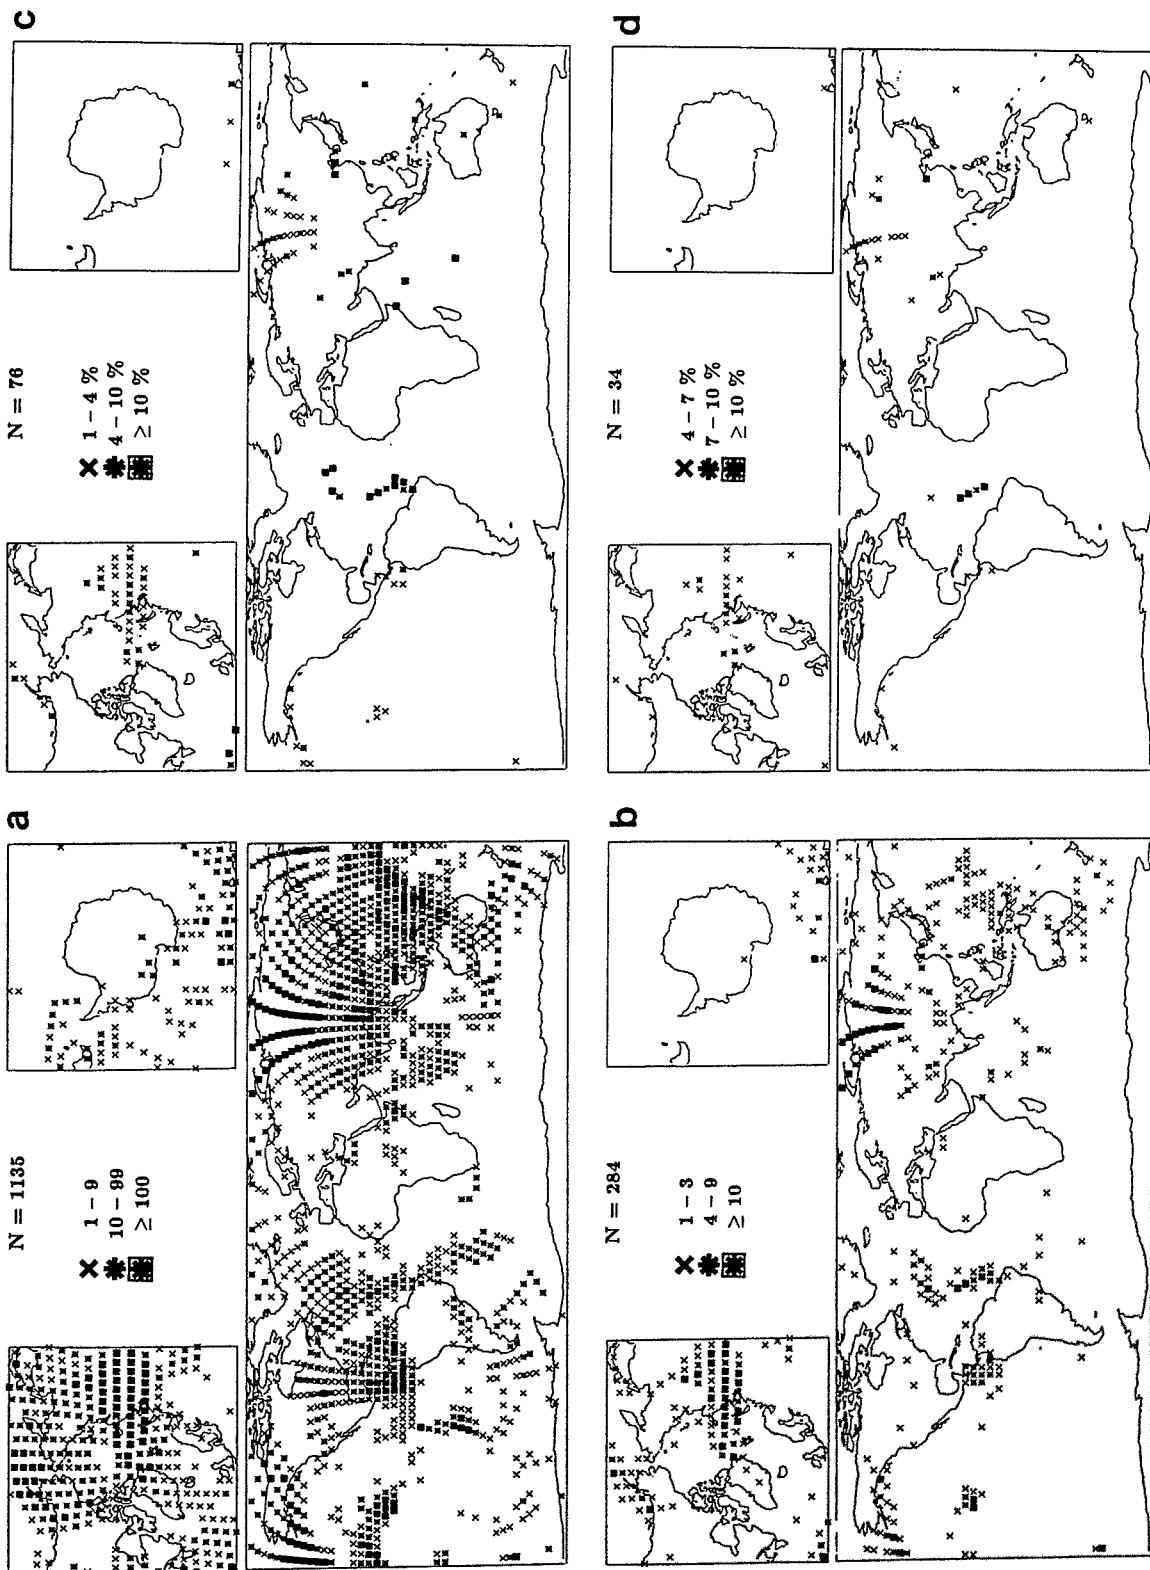 a
N = 1135
1 – 9
10 – 99
≥ 100
b
N = 284
1 – 3
4 – 9
≥ 10
c
N = 76
1 – 4 %
4 – 10 %
≥ 10 %
d
N = 34
4 – 7 %
7 – 10 %
≥ 10 %